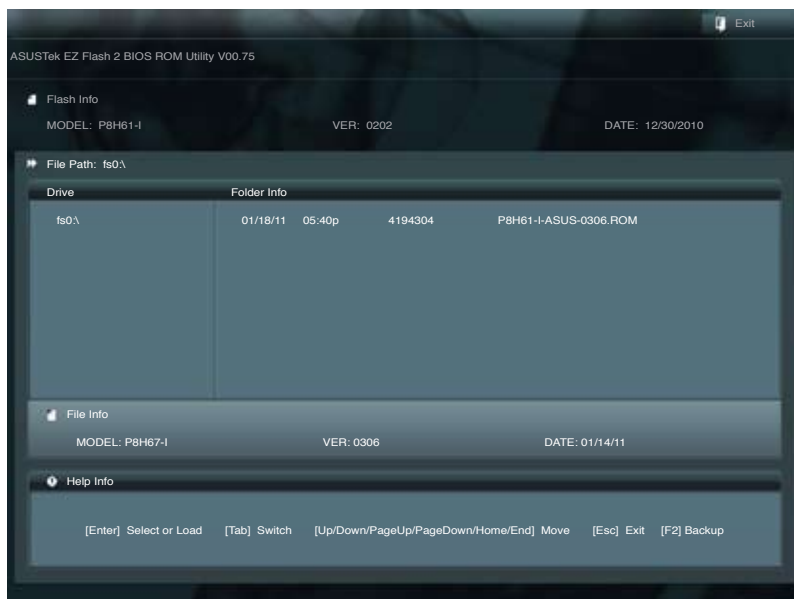 Exit
ASUSTek EZ Flash 2 BIOS ROM Utility V00.75
Flash Info
MODEL: P8H61-I VER: 0202 DATE: 12/30/2010
File Path: fs0:\
Drive Folder Info
fs0:\ 01/18/11 05:40p 4194304 P8H61-I-ASUS-0306.ROM
File Info
MODEL: P8H67-I VER: 0306 DATE: 01/14/11
Help Info
[Enter] Select or Load [Tab] Switch [Up/Down/PageUp/PageDown/Home/End] Move [Esc] Exit [F2] Backup